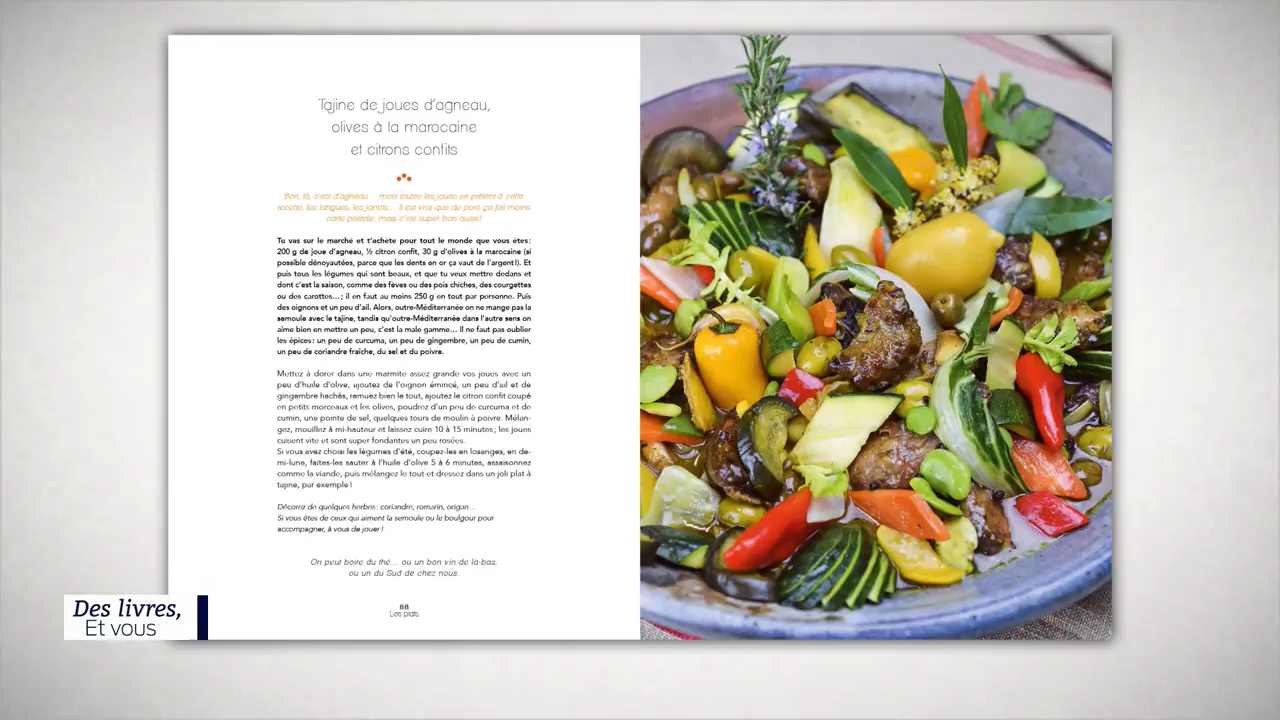 Tajine de joues d'agneau,
olives à la marocaine
et citrons confits
Bon, là, c'est d'agneau... mais toutes les joues se prêtent à cette
recette, les langues, les jarrets... Il est vrai que de porc ça fait moins
carte postale, mais c'est super bon aussi !
Tu vas sur le marché et t'achète pour tout le monde que vous êtes :
200 g de joue d'agneau, ½ citron confit, 30 g d'olives à la marocaine (si
possible dénoyautées, parce que les dents en or ça vaut de l'argent !). Et
puis tous les légumes qui sont beaux, et que tu veux mettre dedans et
dont c'est la saison, comme des fèves ou des pois chiches, des courgettes
ou des carottes... ; il en faut au moins 250 g en tout par personne. Puis
des oignons et un peu d'ail. Alors, outre-Méditerranée on ne mange pas la
semoule avec le tajine, tandis qu'outre-Méditerranée dans l'autre sens on
aime bien en mettre un peu, c'est la male gamme... Il ne faut pas oublier
les épices : un peu de curcuma, un peu de gingembre, un peu de cumin,
un peu de coriandre fraîche, du sel et du poivre.
Mettez à dorer dans une marmite assez grande vos joues avec un
peu d'huile d'olive, ajoutez de l'oignon émincé, un peu d'ail et de
gingembre hachés, remuez bien le tout, ajoutez le citron confit coupé
en petits morceaux et les olives, poudrez d'un peu de curcuma et de
cumin, une pointe de sel, quelques tours de moulin à poivre. Mélan-
gez, mouillez à mi-hauteur et laissez cuire 10 à 15 minutes ; les joues
cuisent vite et sont super fondantes un peu rosées.
Si vous avez choisi les légumes d'été, coupez-les en losanges, en de-
mi-lune, faites-les sauter à l'huile d'olive 5 à 6 minutes, assaisonnez
comme la viande, puis mélangez le tout et dressez dans un joli plat à
tajine, par exemple !
Décorez de quelques herbes : coriandre, romarin, origan...
Si vous êtes de ceux qui aiment la semoule ou le boulgour pour
accompagner, à vous de jouer !
On peut boire du thé... ou un bon vin de là-bas,
ou un du Sud de chez nous.
68
Les plats
Des livres,
Et vous